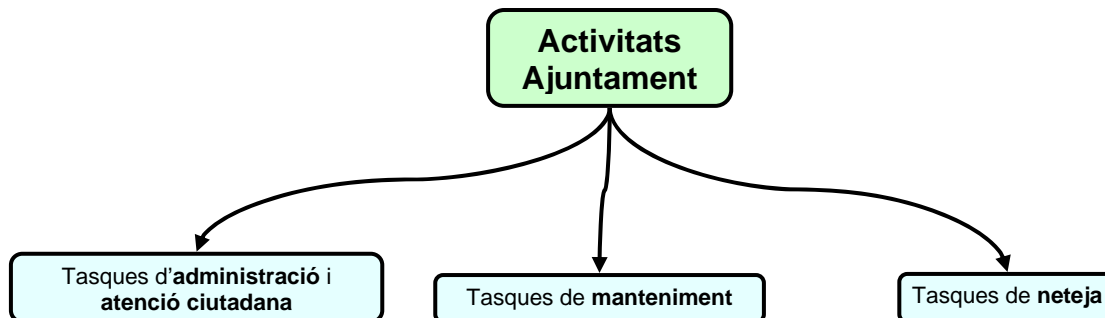 Activitats
Ajuntament
Tasques d'administració i
atenció ciutadana
Tasques de manteniment
Tasques de neteja